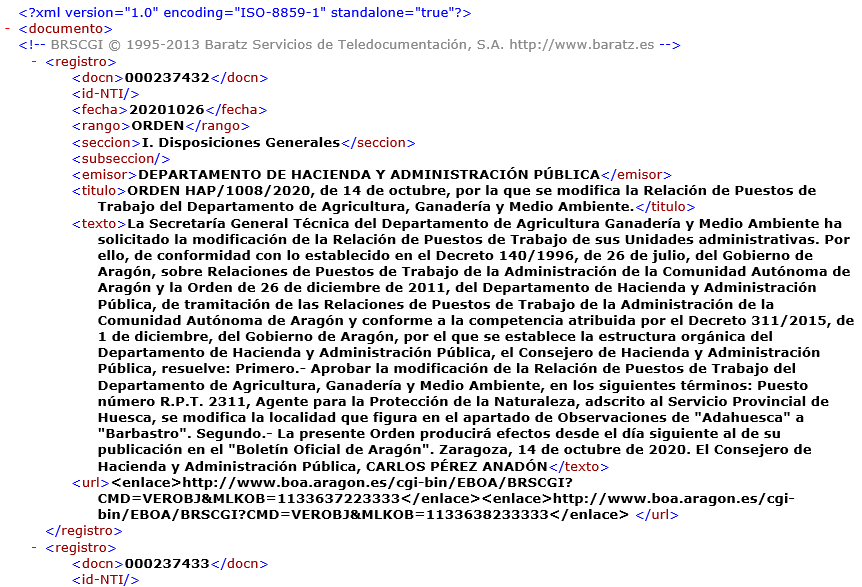 <?xml version="1.0" encoding="ISO-8859-1" standalone="true"?>
- <documento>
<!-- BRSCGI © 1995-2013 Baratz Servicios de Teledocumentación, S.A. http://www.baratz.es -->
- <registro>
<docn>000237432</docn>
<id-NTI/>
<fecha>20201026</fecha>
<rango>ORDEN</rango>
<seccion>I. Disposiciones Generales</seccion>
<subseccion/>
<emisor>DEPARTAMENTO DE HACIENDA Y ADMINISTRACIÓN PÚBLICA</emisor>
<titulo>ORDEN HAP/1008/2020, de 14 de octubre, por la que se modifica la Relación de Puestos de
Trabajo del Departamento de Agricultura, Ganadería y Medio Ambiente.</titulo>
<texto>La Secretaría General Técnica del Departamento de Agricultura Ganadería y Medio Ambiente ha
solicitado la modificación de la Relación de Puestos de Trabajo de sus Unidades administrativas. Por
ello, de conformidad con lo establecido en el Decreto 140/1996, de 26 de julio, del Gobierno de
Aragón, sobre Relaciones de Puestos de Trabajo de la Administración de la Comunidad Autónoma de
Aragón y la Orden de 26 de diciembre de 2011, del Departamento de Hacienda y Administración
Pública, de tramitación de las Relaciones de Puestos de Trabajo de la Administración de la
Comunidad Autónoma de Aragón y conforme a la competencia atribuida por el Decreto 311/2015, de
1 de diciembre, del Gobierno de Aragón, por el que se establece la estructura orgánica del
Departamento de Hacienda y Administración Pública, el Consejero de Hacienda y Administración
Pública, resuelve: Primero.- Aprobar la modificación de la Relación de Puestos de Trabajo del
Departamento de Agricultura, Ganadería y Medio Ambiente, en los siguientes términos: Puesto
número R.P.T. 2311, Agente para la Protección de la Naturaleza, adscrito al Servicio Provincial de
Huesca, se modifica la localidad que figura en el apartado de Observaciones de "Adahuesca" a
"Barbastro". Segundo.- La presente Orden producirá efectos desde el día siguiente al de su
publicación en el "Boletín Oficial de Aragón". Zaragoza, 14 de octubre de 2020. El Consejero de
Hacienda y Administración Pública, CARLOS PÉREZ ANADÓN</texto>
<url><enlace>http://www.boa.aragon.es/cgi-bin/EBOA/BRSCGI?
CMD=VEROBJ&MLKOB=1133637223333</enlace><enlace>http://www.boa.aragon.es/cgi-
bin/EBOA/BRSCGI?CMD=VEROBJ&MLKOB=1133638233333</enlace> </url>
</registro>
- <registro>
<docn>000237433</docn>
<id-NTI/>